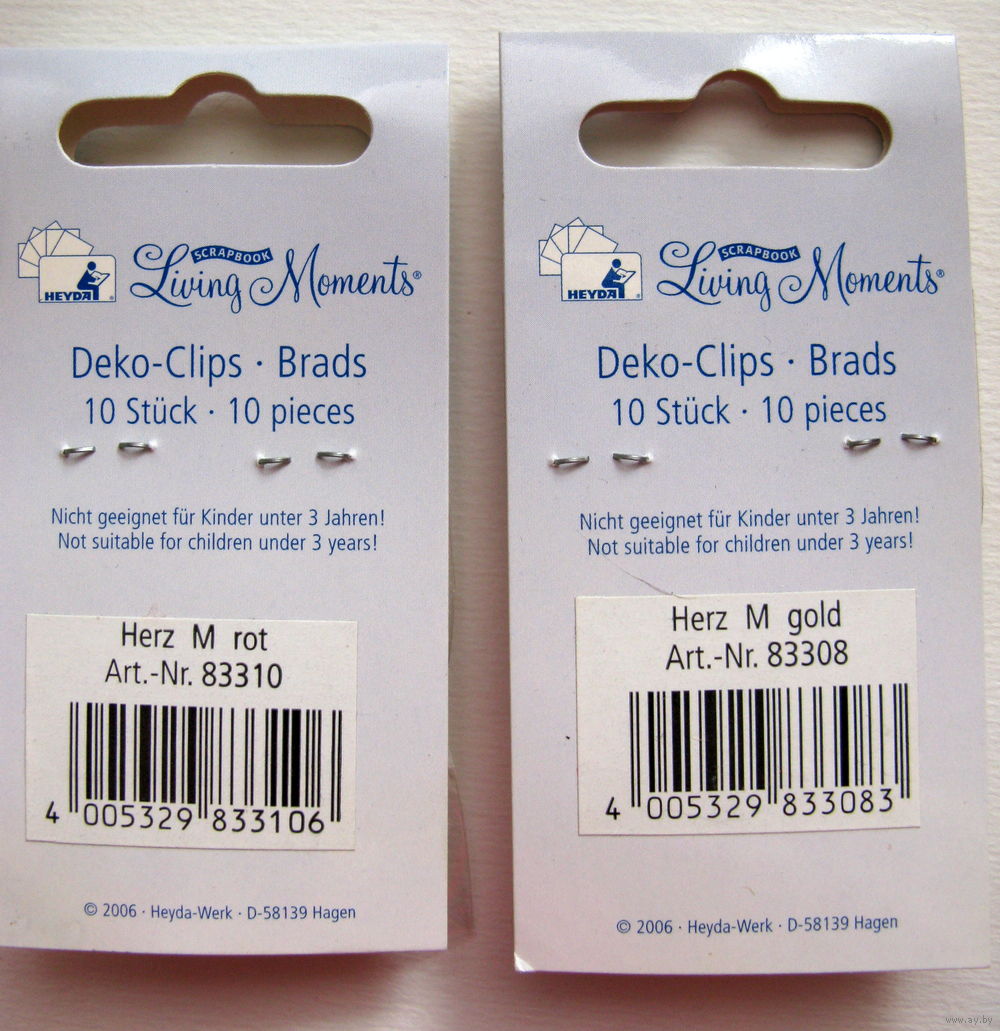 HEYDA ®
SCRAPBOOK
Living Moments®
Deko-Clips · Brads
10 Stück · 10 pieces
Nicht geeignet für Kinder unter 3 Jahren!
Not suitable for children under 3 years!
Herz M rot
Art.-Nr. 83310
4 005329 833106
© 2006 · Heyda-Werk · D-58139 Hagen
HEYDA ®
SCRAPBOOK
Living Moments®
Deko-Clips · Brads
10 Stück · 10 pieces
Nicht geeignet für Kinder unter 3 Jahren!
Not suitable for children under 3 years!
Herz M gold
Art.-Nr. 83308
4 005329 833083
© 2006 · Heyda-Werk · D-58139 Hagen
www.ay.by